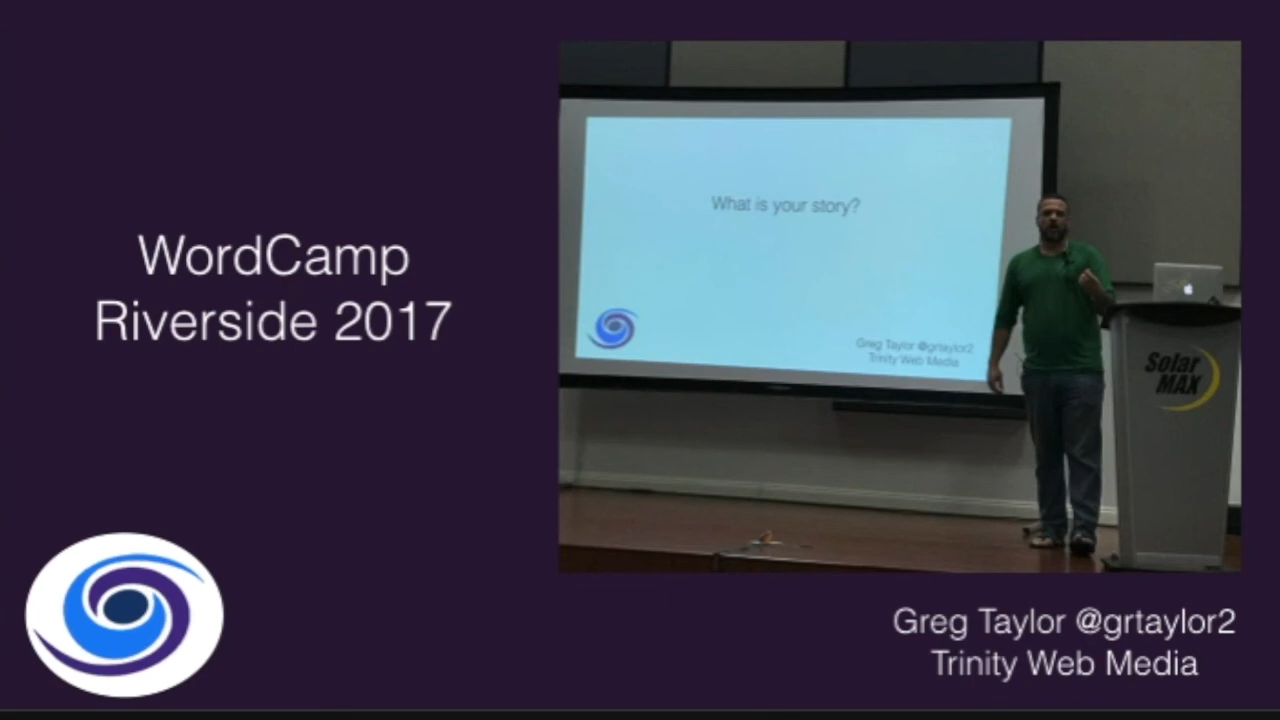 WordCamp
Riverside 2017
What is your story?
Greg Taylor @grtaylor2
Trinity Web Media
Solar
MAX
Greg Taylor @grtaylor2
Trinity Web Media